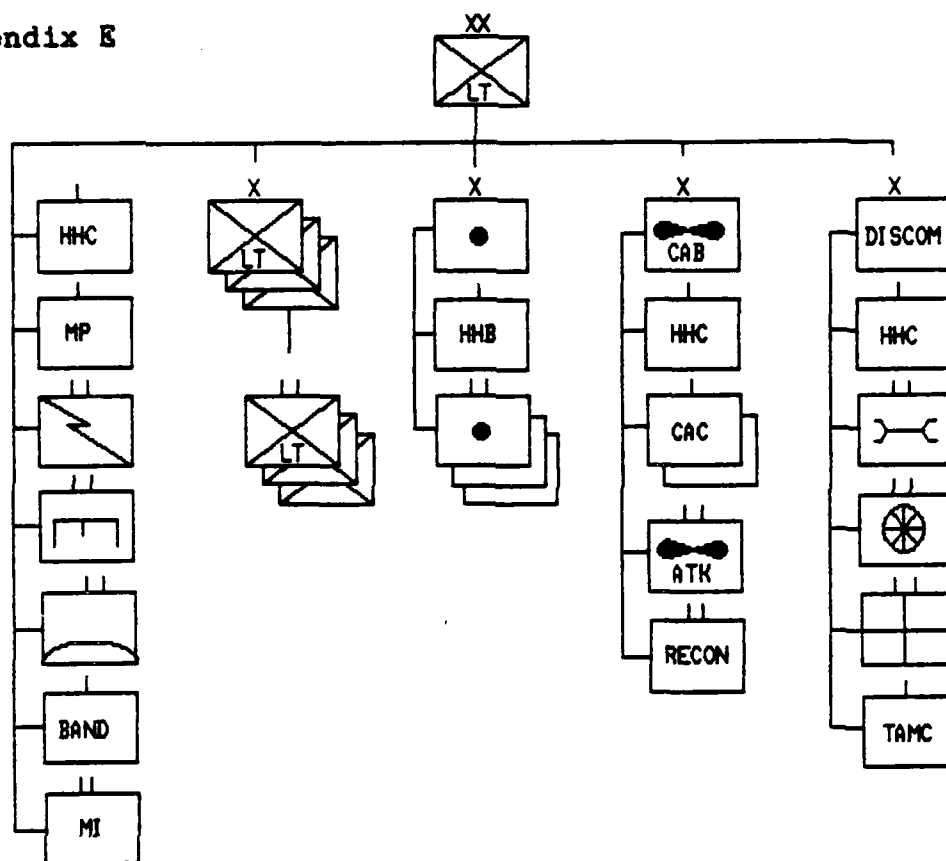 ndix E
XX
LT
X
X
X
X
HHC
LT
CAB
DISCOM
MP
HHB
HHC
HHC
LT
CAC
ATK
BAND
RECON
TAMC
MI